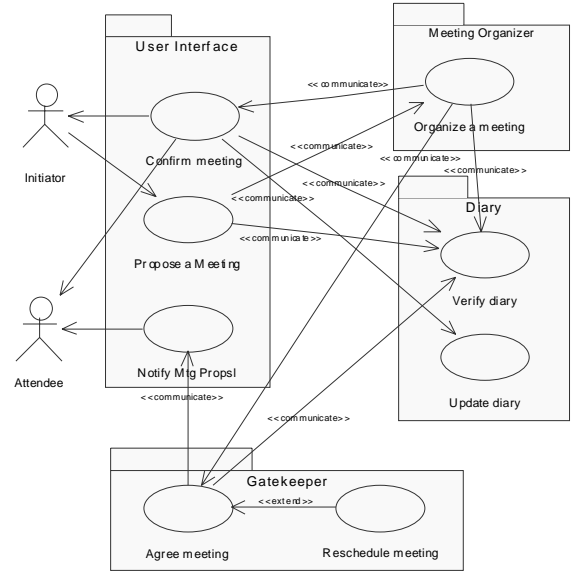 User Interface
Meeting Organizer
<< communicate>>
Organize a meeting
Initiator
Confirm meeting
<<communicate>>
<< communicate>>
<<communicate>>
<<communicate>>
<<communicate>>
Diary
<<communicate>>
Propose a Meeting
Verify diary
Attendee
Notify Mtg Propsl
<<communicate>>
Update diary
<<communicate>>
Gatekeeper
<<extend>>
Agree meeting
Reschedule meeting